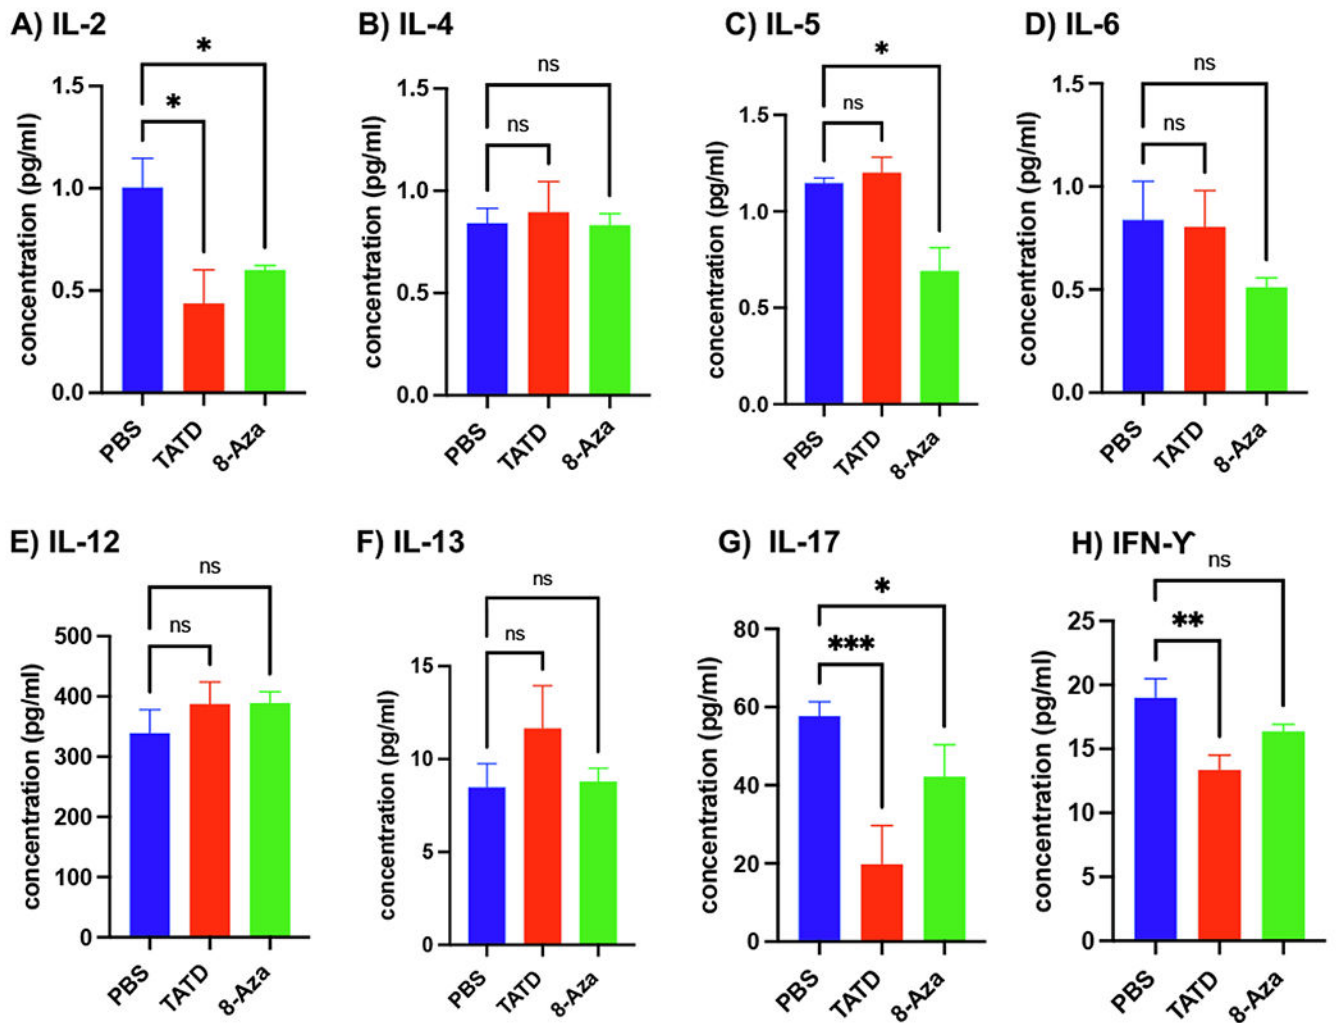 A) IL-2
*
*
concentration (pg/ml)
1.5
1.0
0.5
0.0
PBS
TATD
8-Aza
B) IL-4
ns
ns
concentration (pg/ml)
1.5
1.0
0.5
0.0
PBS
TATD
8-Aza
C) IL-5
*
ns
concentration (pg/ml)
1.5
1.0
0.5
0.0
PBS
TATD
8-Aza
D) IL-6
ns
ns
concentration (pg/ml)
1.5
1.0
0.5
0.0
PBS
TATD
8-Aza
E) IL-12
ns
ns
concentration (pg/ml)
500
400
300
200
100
0
PBS
TATD
8-Aza
F) IL-13
ns
ns
concentration (pg/ml)
15
10
5
0
PBS
TATD
8-Aza
G) IL-17
*
***
concentration (pg/ml)
80
60
40
20
0
PBS
TATD
8-Aza
H) IFN-ϒ
ns
**
concentration (pg/ml)
25
20
15
10
5
0
PBS
TATD
8-Aza